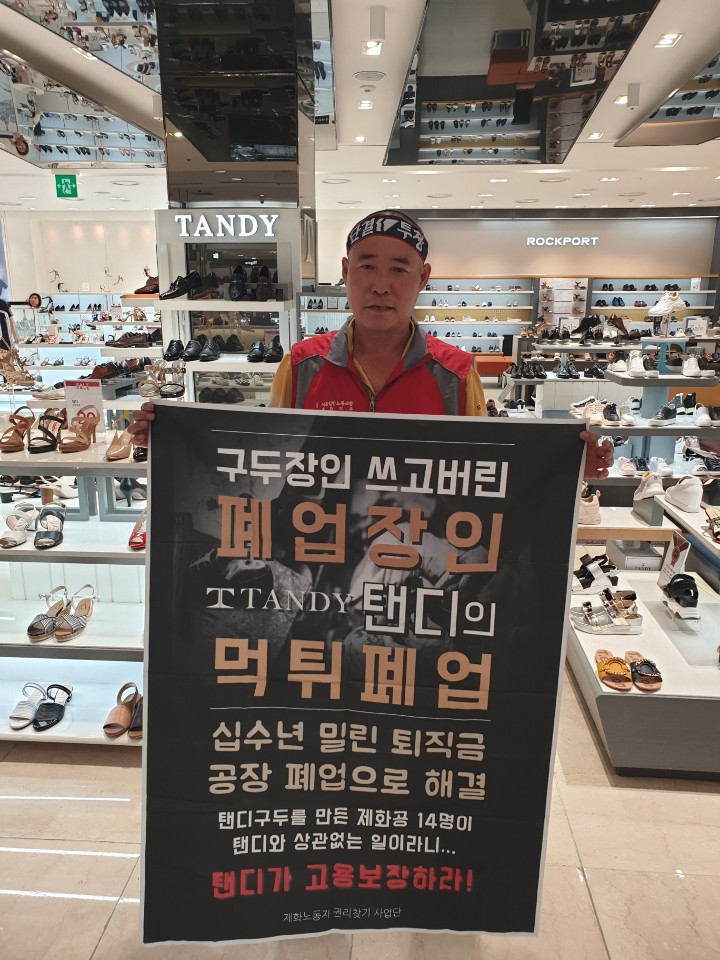 TANDY
ROCKPORT
단결 투쟁
구두장인 쓰고버린
폐업장인
TANDY 탠디의
먹튀폐업
십수년 밀린 퇴직금
공장 폐업으로 해결
탠디구두를 만든 제화공 14명이
탠디와 상관없는 일이라니...
탠디가 고용보장하라!
제화노동자 권리찾기 사업단